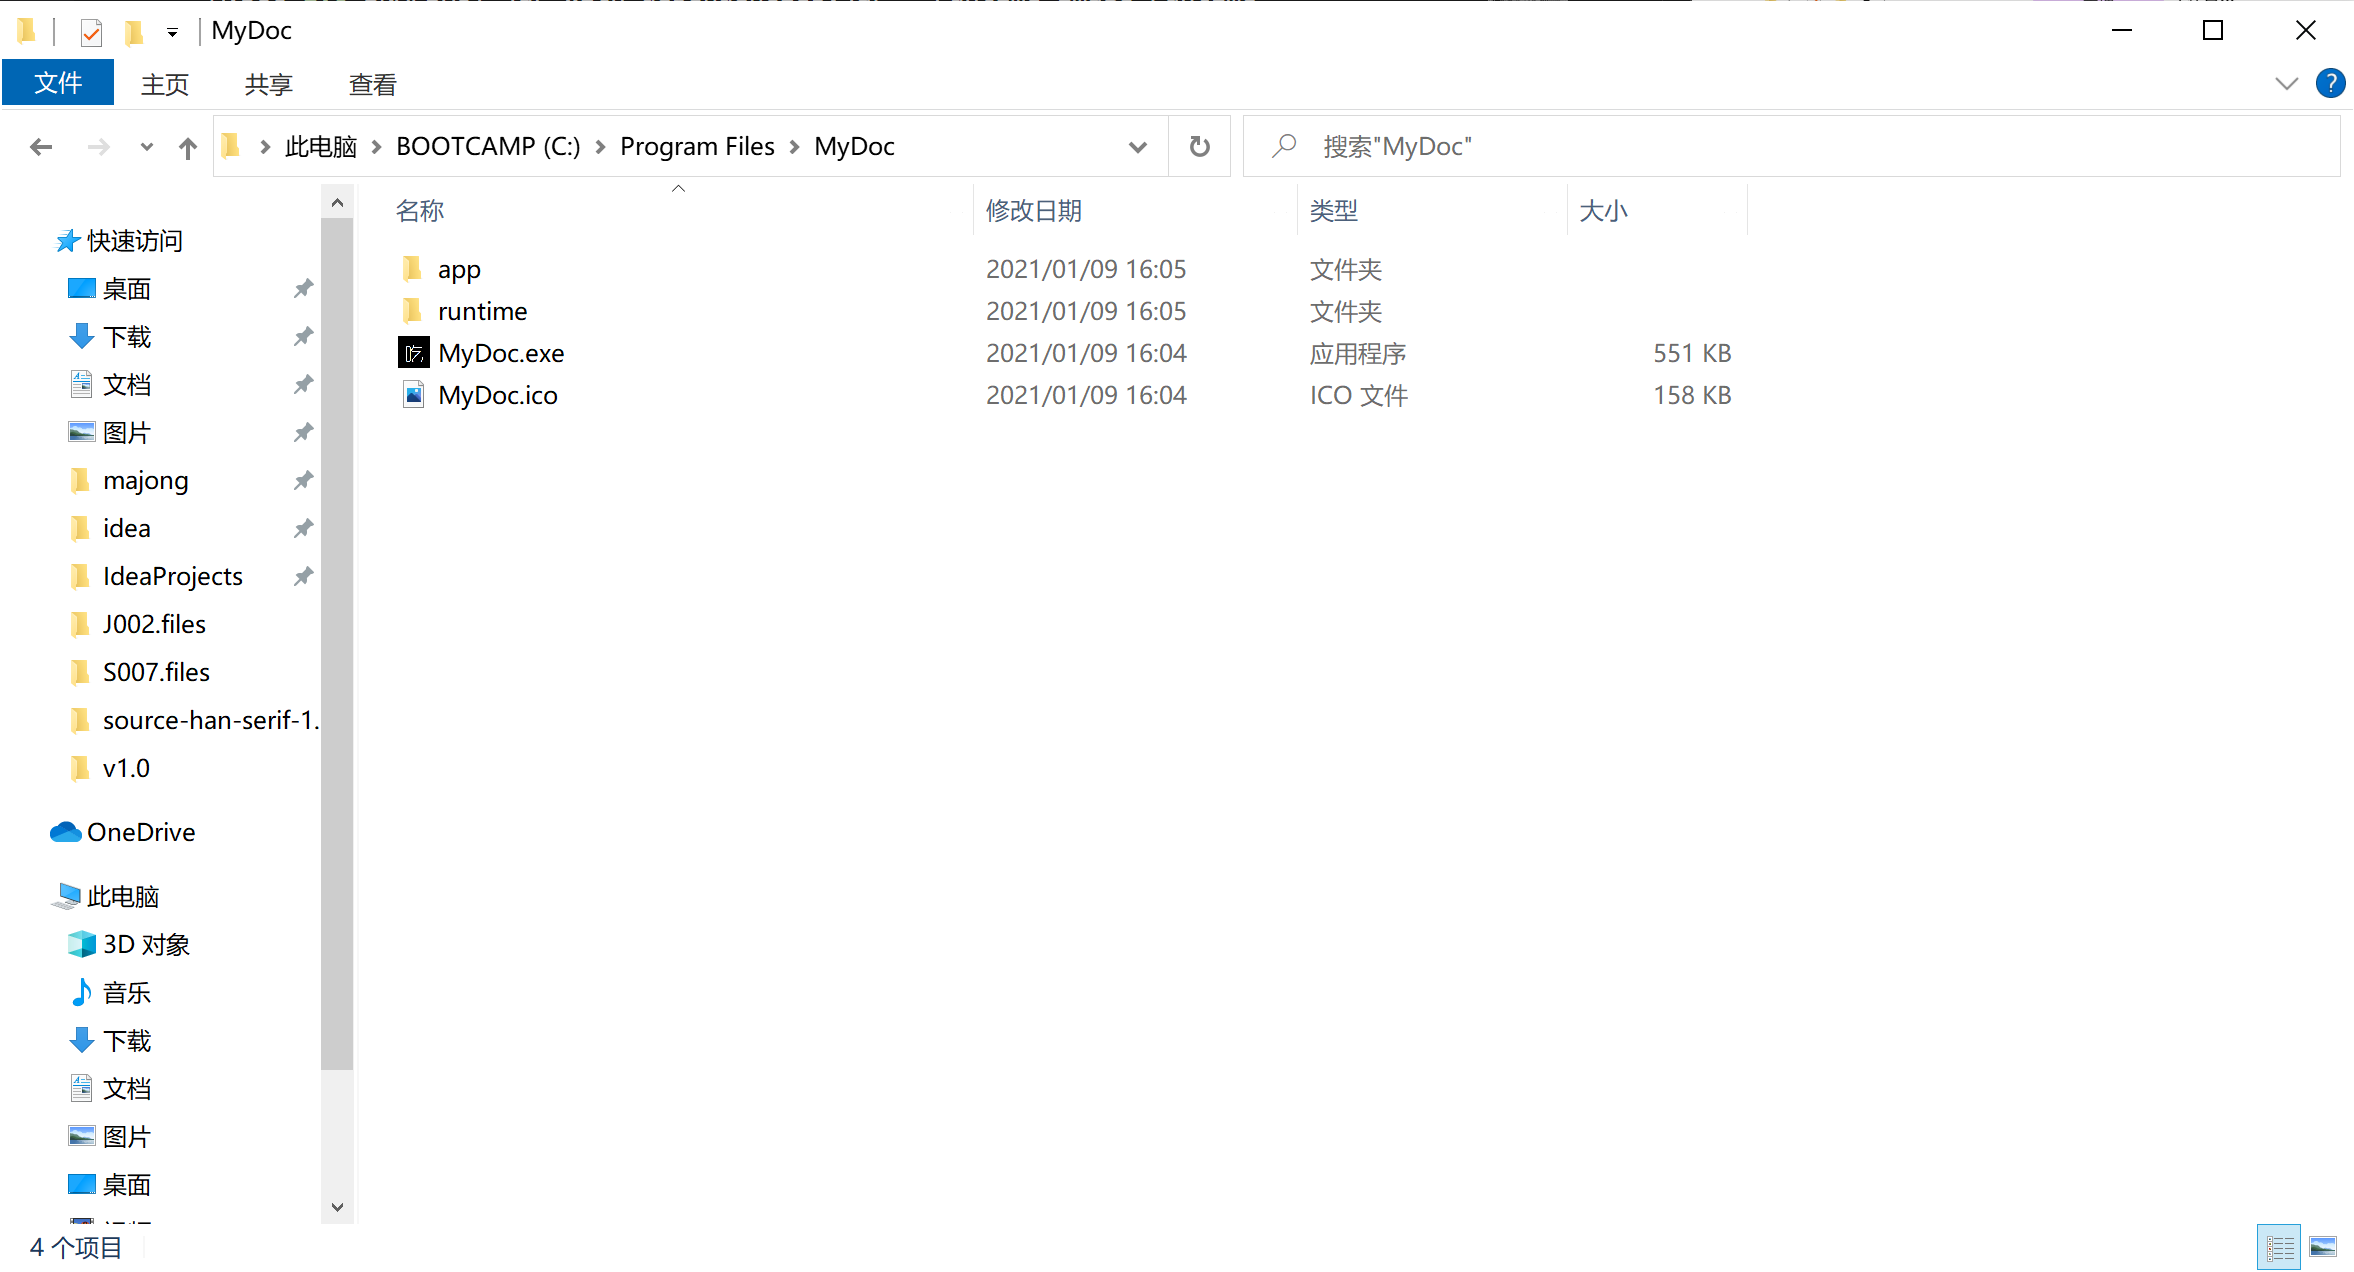 MyDoc
文件 主页 共享 查看
此电脑 BOOTCAMP (C:) Program Files MyDoc
搜索"MyDoc"
名称 修改日期 类型 大小
app 2021/01/09 16:05 文件夹
runtime 2021/01/09 16:05 文件夹
MyDoc.exe 2021/01/09 16:04 应用程序 551 KB
MyDoc.ico 2021/01/09 16:04 ICO 文件 158 KB
快速访问
桌面
下载
文档
图片
majong
idea
IdeaProjects
J002.files
S007.files
source-han-serif-1.
v1.0
OneDrive
此电脑
3D 对象
音乐
下载
文档
图片
桌面
4 个项目